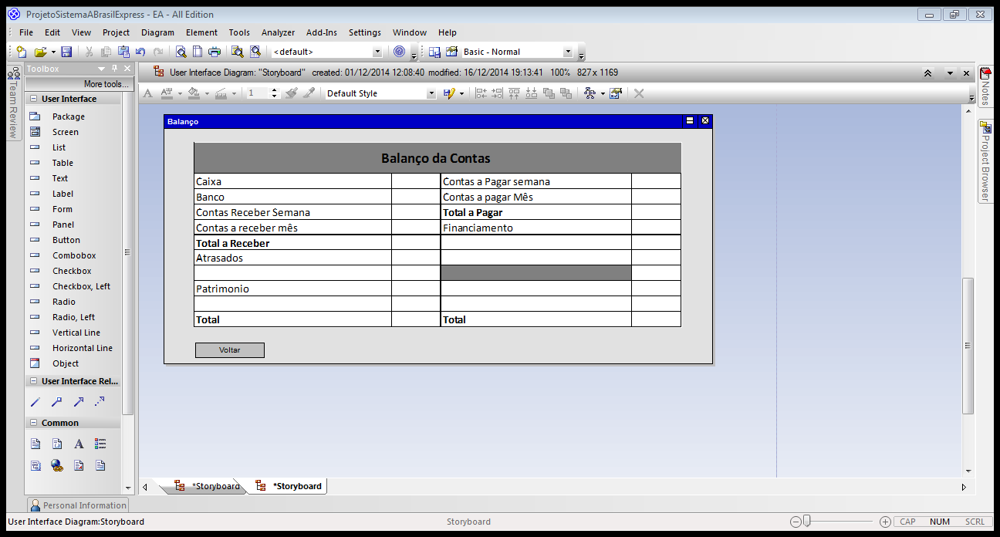 ProjetoSistemaABrasilExpress - EA - All Edition
File Edit View Project Diagram Element Tools Analyzer Add-Ins Settings Window Help
<default> Basic - Normal
Toolbox
More tools...
User Interface
Package
Screen
List
Table
Text
Label
Form
Panel
Button
Combobox
Checkbox
Checkbox, Left
Radio
Radio, Left
Vertical Line
Horizontal Line
Object
User Interface Rel...
Common
Team Review
User Interface Diagram: "Storyboard" created: 01/12/2014 12:08:40 modified: 16/12/2014 19:13:41 100% 827 x 1169
1 Default Style
Balanço
Balanço da Contas
Caixa Contas a Pagar semana
Banco Contas a pagar Mês
Contas Receber Semana Total a Pagar
Contas a receber mês Financiamento
Total a Receber
Atrasados
Patrimonio
Total Total
Voltar
Notes
Project Browser
*Storyboard *Storyboard
Personal Information
User Interface Diagram:Storyboard Storyboard CAP NUM SCRL